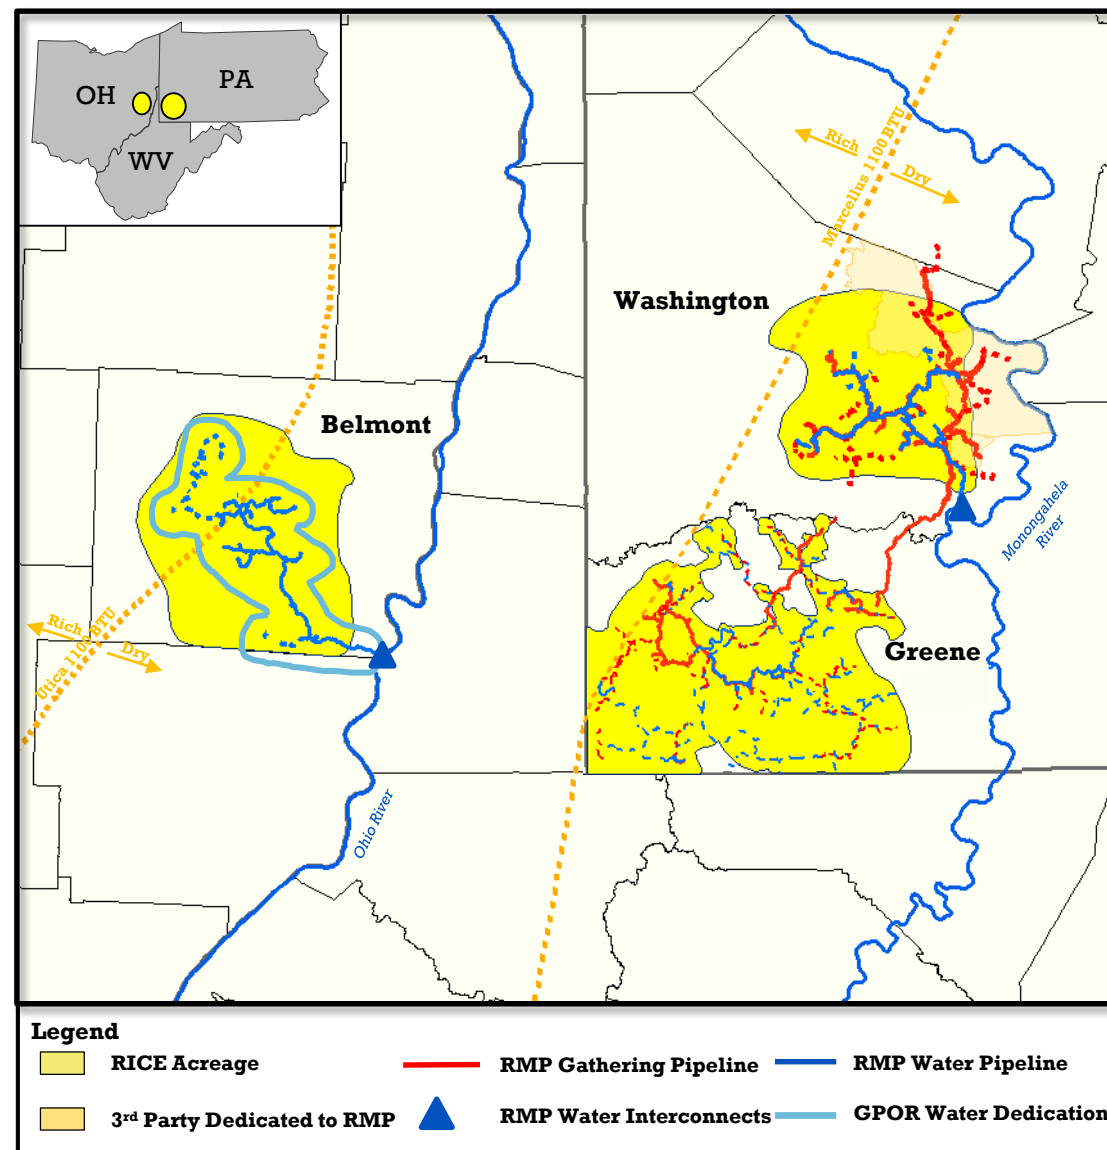 OH
PA
WV
Rich
Dry
Marcellus 1100 BTU
Washington
Belmont
Monongahela
River
Rich
Dry
Utica 1100 BTU
Greene
Ohio River
Legend
RICE Acreage
RMP Gathering Pipeline
RMP Water Pipeline
3rd Party Dedicated to RMP
RMP Water Interconnects
GPOR Water Dedication